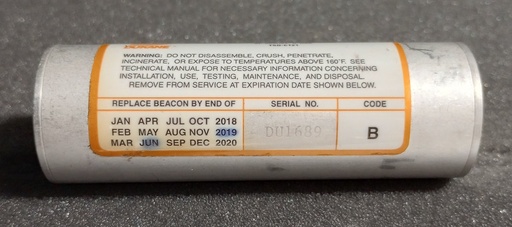 WARNING: DO NOT DISASSEMBLE, CRUSH, PENETRATE,
INCINERATE, OR EXPOSE TO TEMPERATURES ABOVE 160°F. SEE
TECHNICAL MANUAL FOR NECESSARY INFORMATION CONCERNING
INSTALLATION, USE, TESTING, MAINTENANCE, AND DISPOSAL.
REMOVE FROM SERVICE AT EXPIRATION DATE SHOWN BELOW.
REPLACE BEACON BY END OF SERIAL NO. CODE
JAN APR JUL OCT 2018
FEB MAY AUG NOV 2019 DU1689 B
MAR JUN SEP DEC 2020